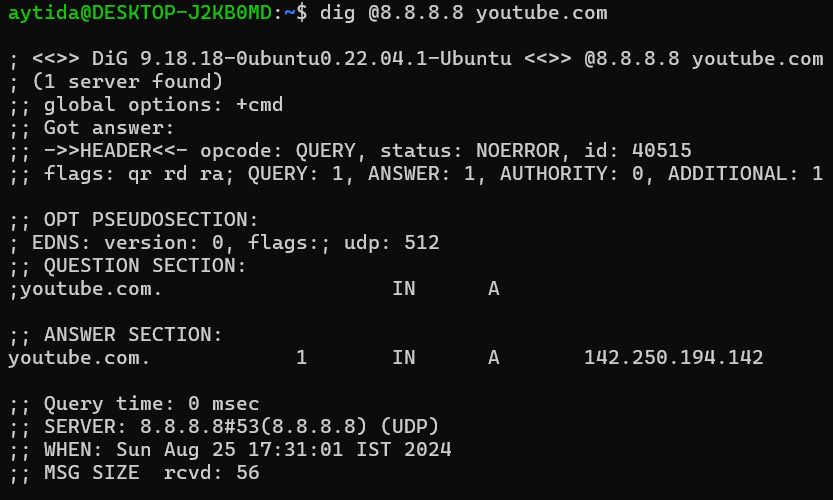 aytida@DESKTOP-J2KB0MD:~$ dig @8.8.8.8 youtube.com
; <<>> DiG 9.18.18-0ubuntu0.22.04.1-Ubuntu <<>> @8.8.8.8 youtube.com
; (1 server found)
;; global options: +cmd
;; Got answer:
;; ->>HEADER<<- opcode: QUERY, status: NOERROR, id: 40515
;; flags: qr rd ra; QUERY: 1, ANSWER: 1, AUTHORITY: 0, ADDITIONAL: 1
;; OPT PSEUDOSECTION:
; EDNS: version: 0, flags:; udp: 512
;; QUESTION SECTION:
;youtube.com. IN A
;; ANSWER SECTION:
youtube.com. 1 IN A 142.250.194.142
;; Query time: 0 msec
;; SERVER: 8.8.8.8#53(8.8.8.8) (UDP)
;; WHEN: Sun Aug 25 17:31:01 IST 2024
;; MSG SIZE  rcvd: 56